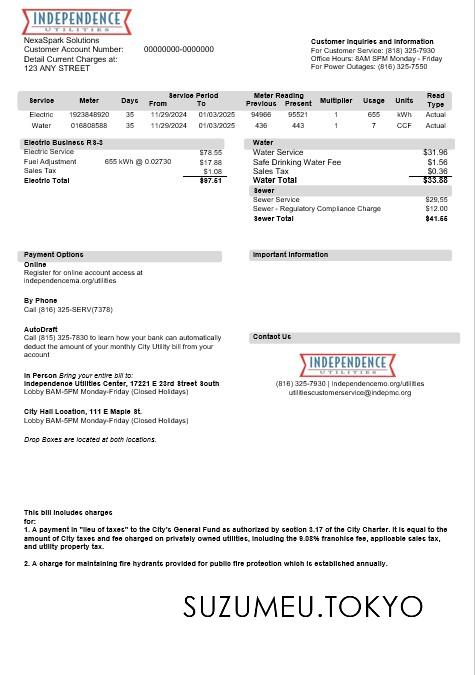 INDEPENDENCE
UTILITIES
NexaSpark Solutions
Customer Account Number: 00000000-0000000
Detail Current Charges at:
123 ANY STREET
Customer Inquiries and Information
For Customer Service: (818) 325-7930
Office Hours: 8AM SPM Monday - Friday
For Power Outages: (816) 325-7550
Service Period Meter Reading Read
Service Meter Days From To Previous Present Multiplier Usage Units Type
Electric 1923848920 35 11/29/2024 01/03/2025 94966 95521 1 655 kWh Actual
Water 016808588 35 11/29/2024 01/03/2025 436 443 1 7 CCF Actual
Electric Business RS-3
Electric Service $78.55
Fuel Adjustment 655 kWh @ 0.02730 $17.88
Sales Tax $1.08
Electric Total $97.51
Water
Water Service $31.96
Safe Drinking Water Fee $1.56
Sales Tax $0.36
Water Total $33.88
Sewer
Sewer Service $29,55
Sewer - Regulatory Compliance Charge $12.00
Sewer Total $41.55
Payment Options
Online
Register for online account access at
independencema.org/utilities
By Phone
Call (816) 325-SERV(7378)
AutoDraft
Call (815) 325-7830 to learn how your bank can automatically
deduct the amount of your monthly City Utility bill from your
account
In Person Bring your entire bill to:
Independence Utilities Center, 17221 E 23rd Street South
Lobby BAM-5PM Monday-Friday (Closed Holidays)
City Hall Location, 111 E Maple St.
Lobby BAM-5PM Monday-Friday (Closed Holidays)
Drop Boxes are located at both locations.
Important Information
Contact Us
INDEPENDENCE
UTILITIES
(816) 325-7930 | Independencemo.org/utilities
utilitiescustomerservice@indepmc.org
This bill includes charges
for:
1. A payment in "lieu of taxes" to the City's General Fund as authorized by section 3.17 of the City Charter. It is equal to the
amount of City taxes and fee charged on privately owned utilities, including the 9.08% franchise fee, applicable sales tax,
and utility property tax.
2. A charge for maintaining fire hydrants provided for public fire protection which is established annually.
SUZUMEU.TOKYO